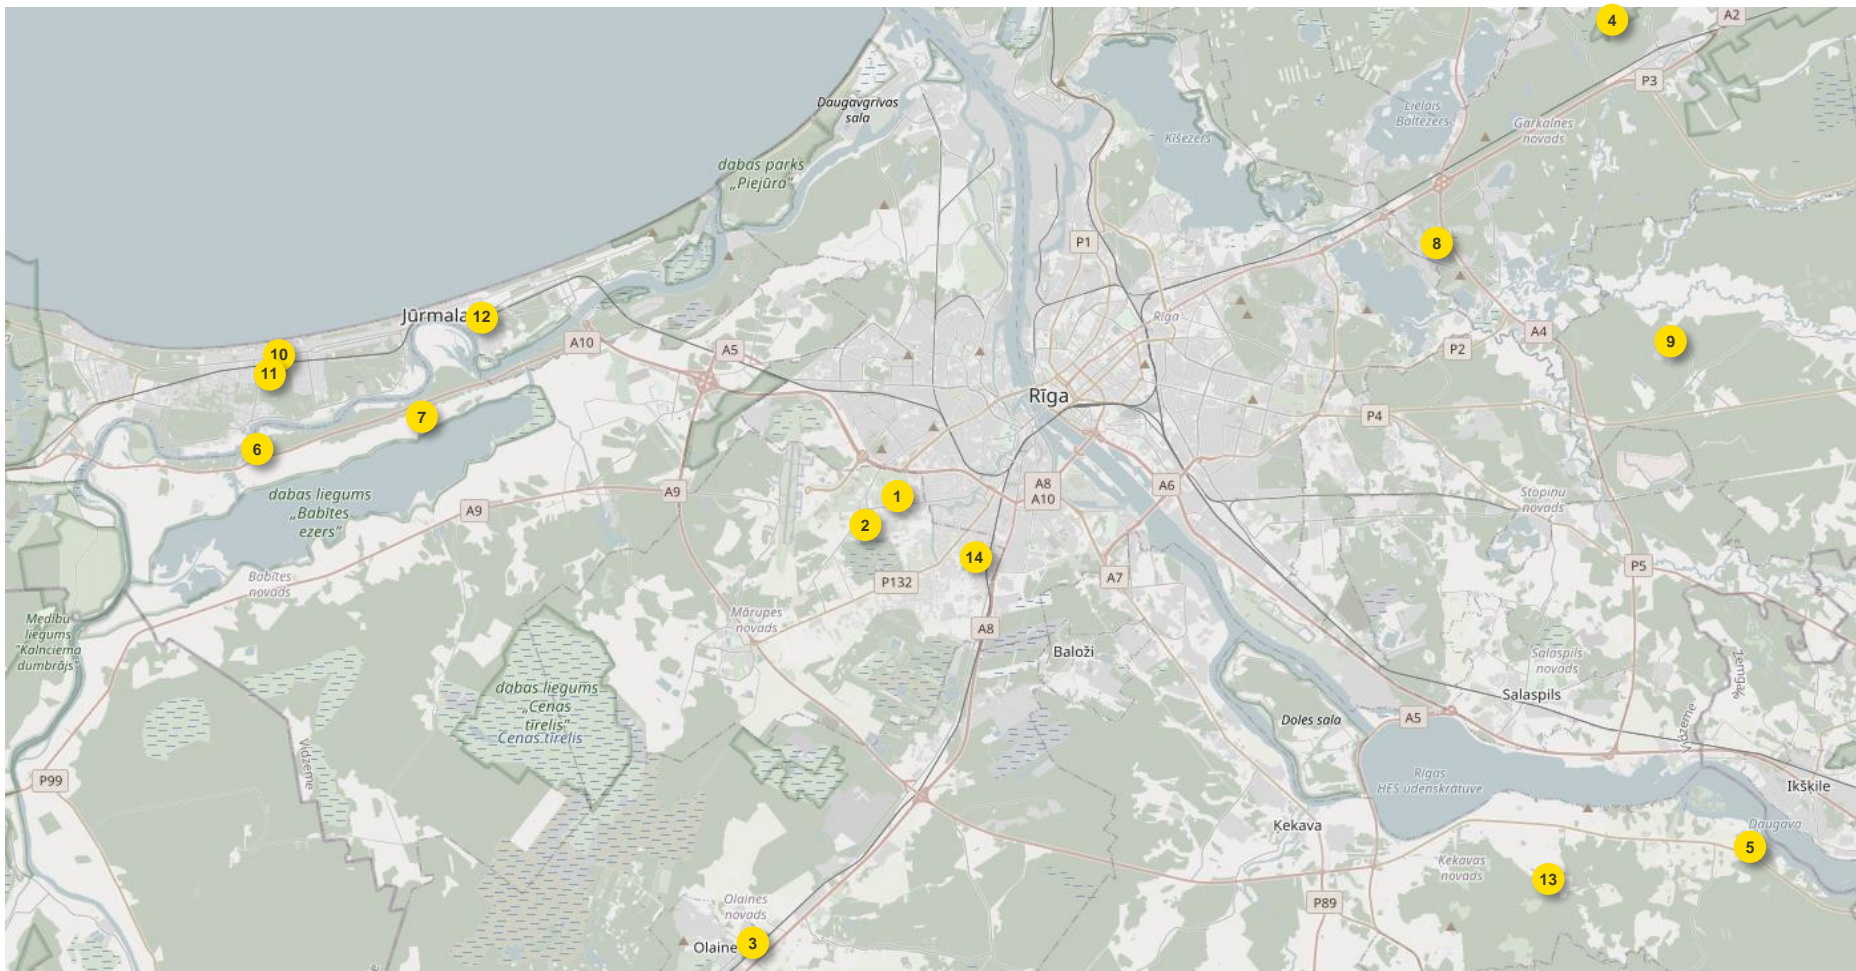 4
A2
P3
Daugavgrīvas
sala
Lielais
Baltezers
Garkalnes
novads
Ķīšezers
dabas parks
„Piejūra”
P1
8
Jūrmala
12
Rīga
A10
A5
A4
P2
9
10
11
Rīga
7
P4
6
A8
A10
A6
dabas liegums
„Babītes
ezers”
A9
A9
1
Stopiņu
novads
2
14
P132
A7
P5
Babītes
novads
Mārupes
novads
Medību
liegums
"Kalnciema
dumbrājs"
A8
Baloži
Salaspils
novads
Zemgale
dabas liegums
„Cenas
tīrelis”
Cenas tīrelis
Salaspils
Doles sala
A5
Vidzeme
Vidzeme
P99
Rīgas
HES ūdenskrātuve
Ikšķile
Ķekava
Daugava
5
Ķekavas
novads
13
P89
Olaines
novads
Olaine
3